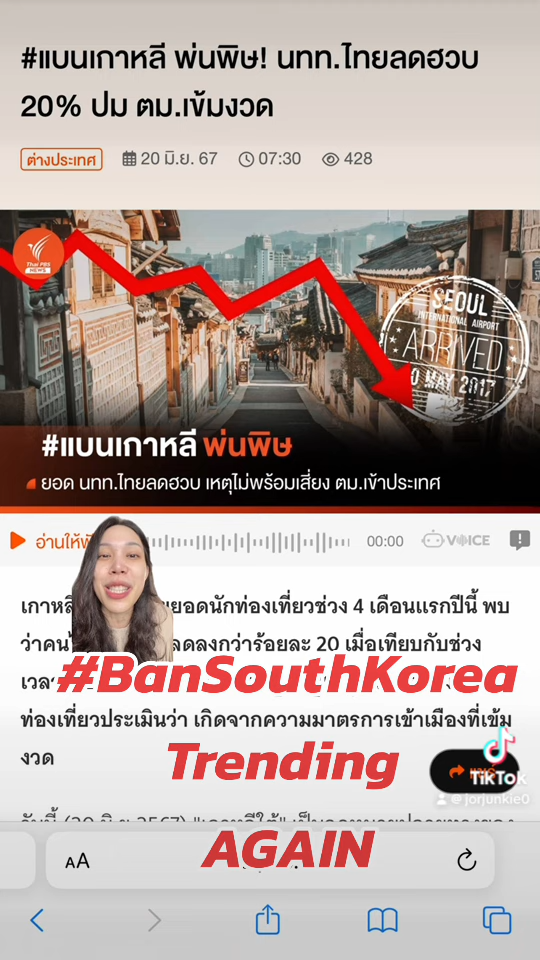 #แบนเกาหลี พ่นพิษ! นทท.ไทยลดฮวบ
20% ปม ตม.เข้มงวด
ต่างประเทศ 20 มิ.ย. 67 07:30 428
Thai PBS
NEWS
SEOUL
INTERNATIONAL AIRPORT
ARRIVED
0 MAY 2017
#แบนเกาหลี พ่นพิษ
ยอด นทท.ไทยลดฮวบ เหตุไม่พร้อมเสี่ยง ตม.เข้าประเทศ
อ่านให้ฟัง 00:00 VOICE
ยอดนักท่องเที่ยวช่วง 4 เดือนแรกปีนี้ พบ
ว่าคน ลดลงกว่าร้อยละ 20 เมื่อเทียบกับช่วง
#BanSouthKorea
ท่องเที่ยวประเมินว่า เกิดจากความมาตรการเข้าเมืองที่เข้ม
งวด
Trending
TikTok
@jorjunkie0
AGAIN
AA